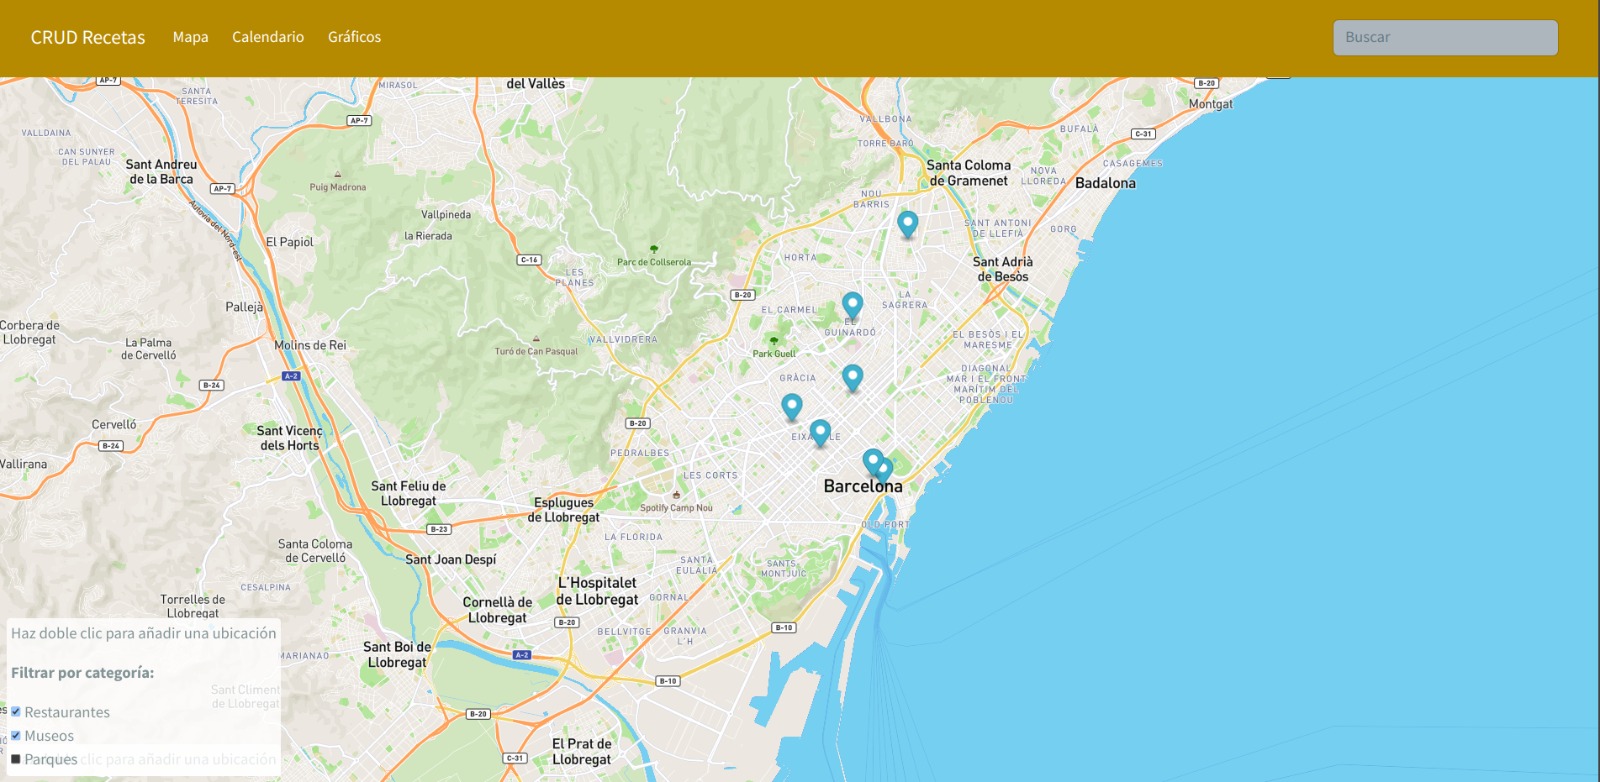 CRUD Recetas Mapa Calendario Gráficos Buscar
AP-7
SANTA
TERESITA
MIRASOL
del Vallès
B-20
Montgat
VALLDAINA
AP-7
VALLBONA
BUFALÀ
C-31
CAN SUNYER
DEL PALAU
TORRE BARÓ
Sant Andreu
de la Barca
AP-7
Puig Madrona
Santa Coloma
de Gramenet
NOVA
LLOREDA
CASAGEMES
Badalona
NOU
BARRIS
Autovia del Nord-est
Vallpineda
la Rierada
SANT ANTONI
DE LLEFIÀ
GORG
El Papiol
C-16
Parc de Collserola
HORTA
Sant Adrià
de Besòs
LES
PLANES
B-20
LA
SAGRERA
Pallejà
EL CARMEL
EL
GUINARDÓ
Corbera de
Llobregat
La Palma
de Cervelló
Molins de Rei
Turó de Can Pasqual
VALLVIDRERA
Park Guell
EL BESÒS I EL
MARESME
A-2
B-24
GRÀCIA
DIAGONAL
MAR I EL FRONT
MARÍTIM DEL
POBLENOU
Cervelló
B-24
B-20
Sant Vicenç
dels Horts
EIXAMPLE
Vallirana
PEDRALBES
LES CORTS
Sant Feliu de
Llobregat
Barcelona
Esplugues
de Llobregat
Spotify Camp Nou
B-23
OLD PORT
LA FLORIDA
Santa Coloma
de Cervelló
Sant Joan Despí
SANTA
EULÀLIA
SANTS-
MONTJUÏC
CESALPINA
L'Hospitalet
de Llobregat
GORNAL
Torrelles de
Llobregat
Cornellà de
Llobregat
B-20
BELLVITGE
GRANVIA
L'H
B-10
Haz doble clic para añadir una ubicación
MARIANAO
Sant Boi de
Llobregat
A-2
Filtrar por categoría:
B-10
Sant Climent
de Llobregat
Restaurantes
B-20
Museos
El Prat de
Llobregat
C-31
Parques clic para añadir una ubicación